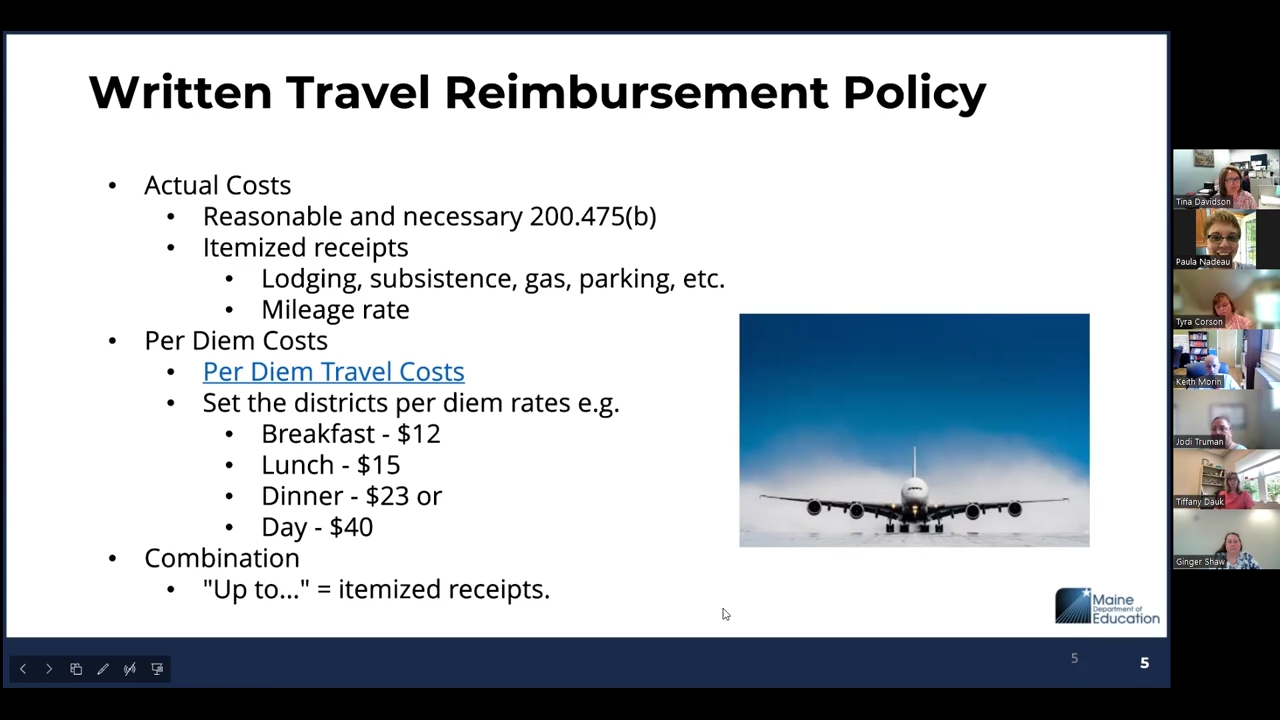 Written Travel Reimbursement Policy
• Actual Costs
• Reasonable and necessary 200.475(b)
• Itemized receipts
• Lodging, subsistence, gas, parking, etc.
• Mileage rate
• Per Diem Costs
• Per Diem Travel Costs
• Set the districts per diem rates e.g.
• Breakfast - $12
• Lunch - $15
• Dinner - $23 or
• Day - $40
• Combination
• "Up to..." = itemized receipts.
Maine
Department of
Education
5
5
Tina Davidson
Paula Nadeau
Tyra Corson
Keith Morin
Jodi Truman
Tiffany Dauk
Ginger Shaw